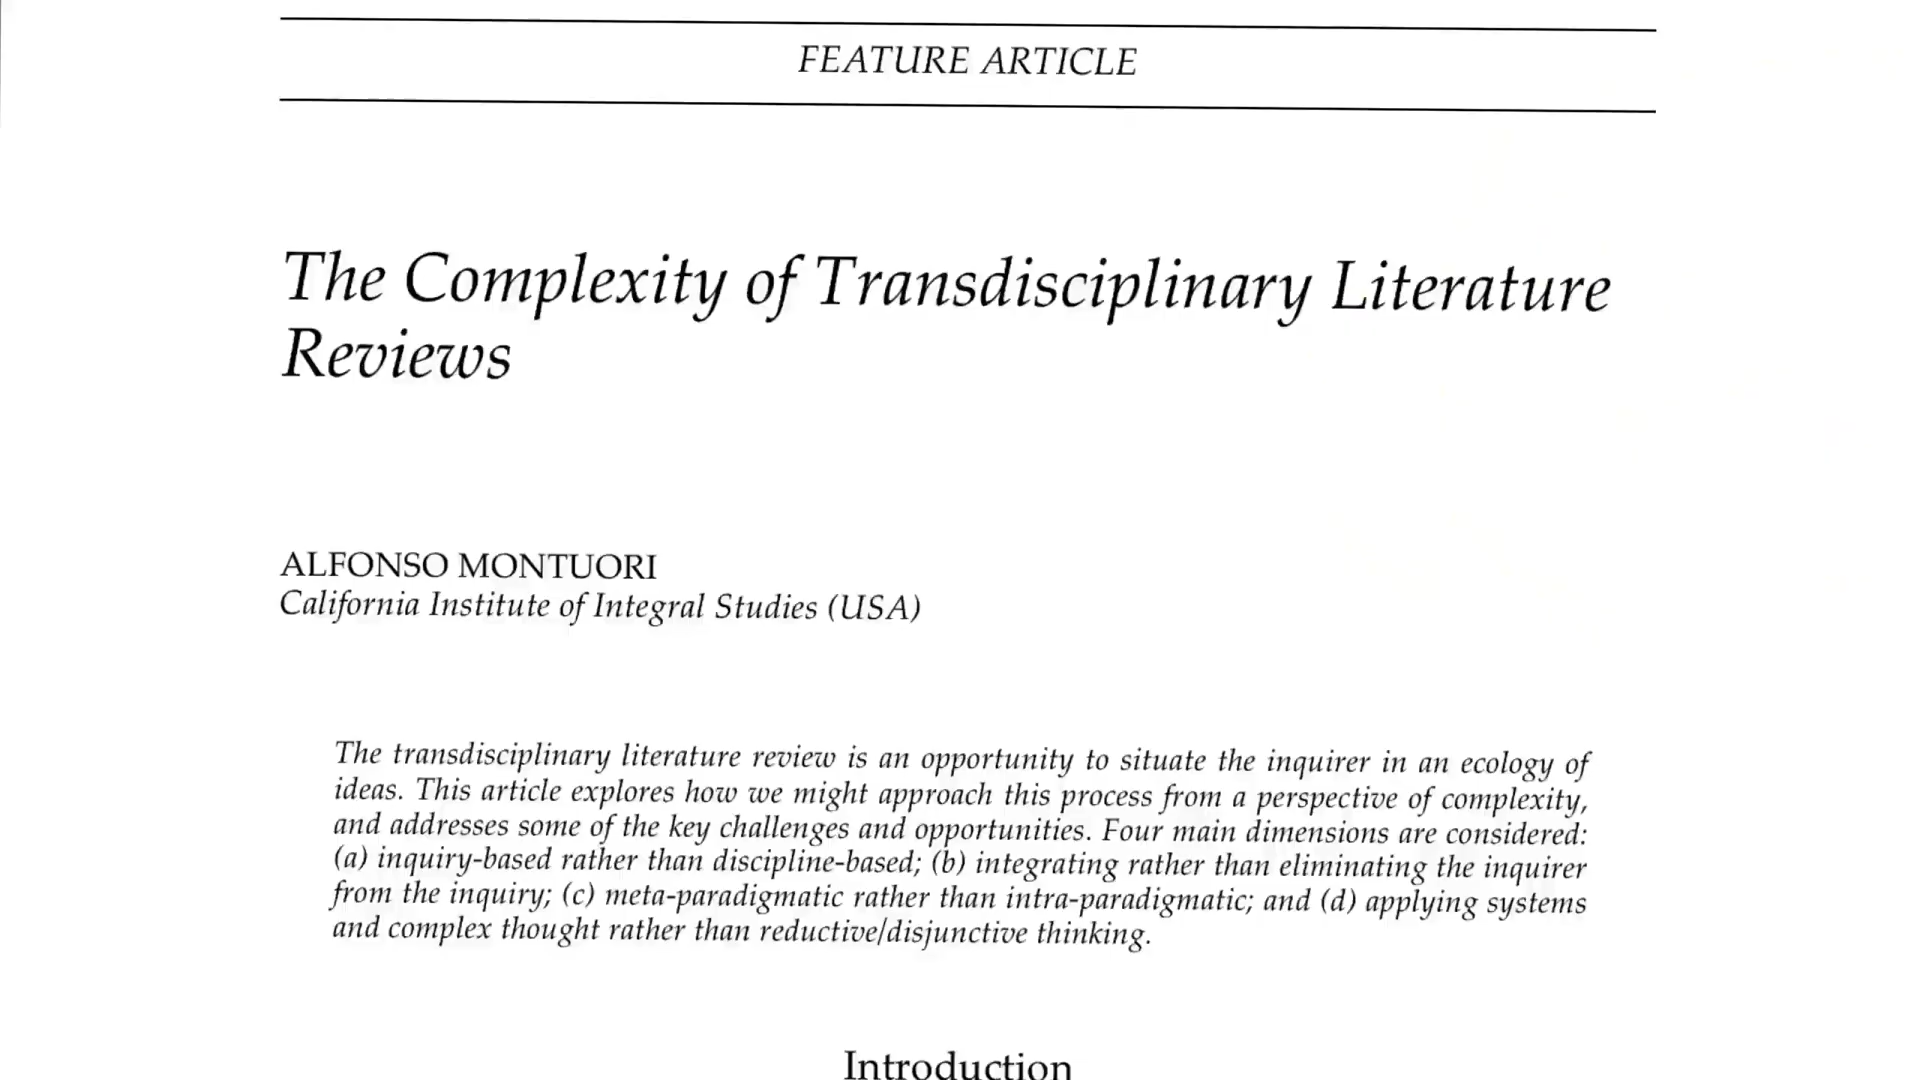 FEATURE ARTICLE
The Complexity of Transdisciplinary Literature
Reviews
ALFONSO MONTUORI
California Institute of Integral Studies (USA)
The transdisciplinary literature review is an opportunity to situate the inquirer in an ecology of
ideas. This article explores how we might approach this process from a perspective of complexity,
and addresses some of the key challenges and opportunities. Four main dimensions are considered:
(a) inquiry-based rather than discipline-based; (b) integrating rather than eliminating the inquirer
from the inquiry; (c) meta-paradigmatic rather than intra-paradigmatic; and (d) applying systems
and complex thought rather than reductive/disjunctive thinking.
Introduction